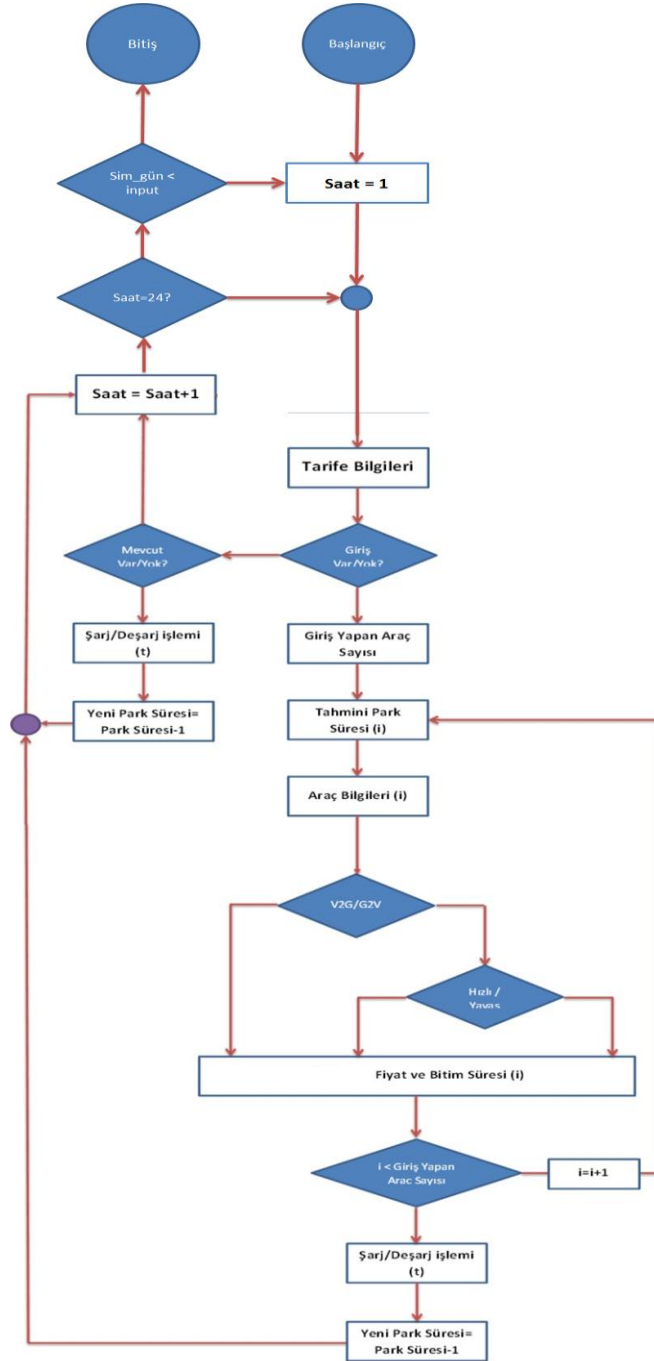 Bitiş
Başlangıç
Sim_gün <
input
Saat = 1
Saat=24?
Saat = Saat+1
Tarife Bilgileri
Mevcut
Var/Yok?
Giriş
Var/Yok?
Şarj/Deşarj işlemi
(t)
Giriş Yapan Araç
Sayısı
Yeni Park Süresi=
Park Süresi-1
Tahmini Park
Süresi (i)
Araç Bilgileri (i)
V2G/G2V
Hızlı /
Yavaş
Fiyat ve Bitim Süresi (i)
i < Giriş Yapan
Araç Sayısı
i=i+1
Şarj/Deşarj işlemi
(t)
Yeni Park Süresi=
Park Süresi-1